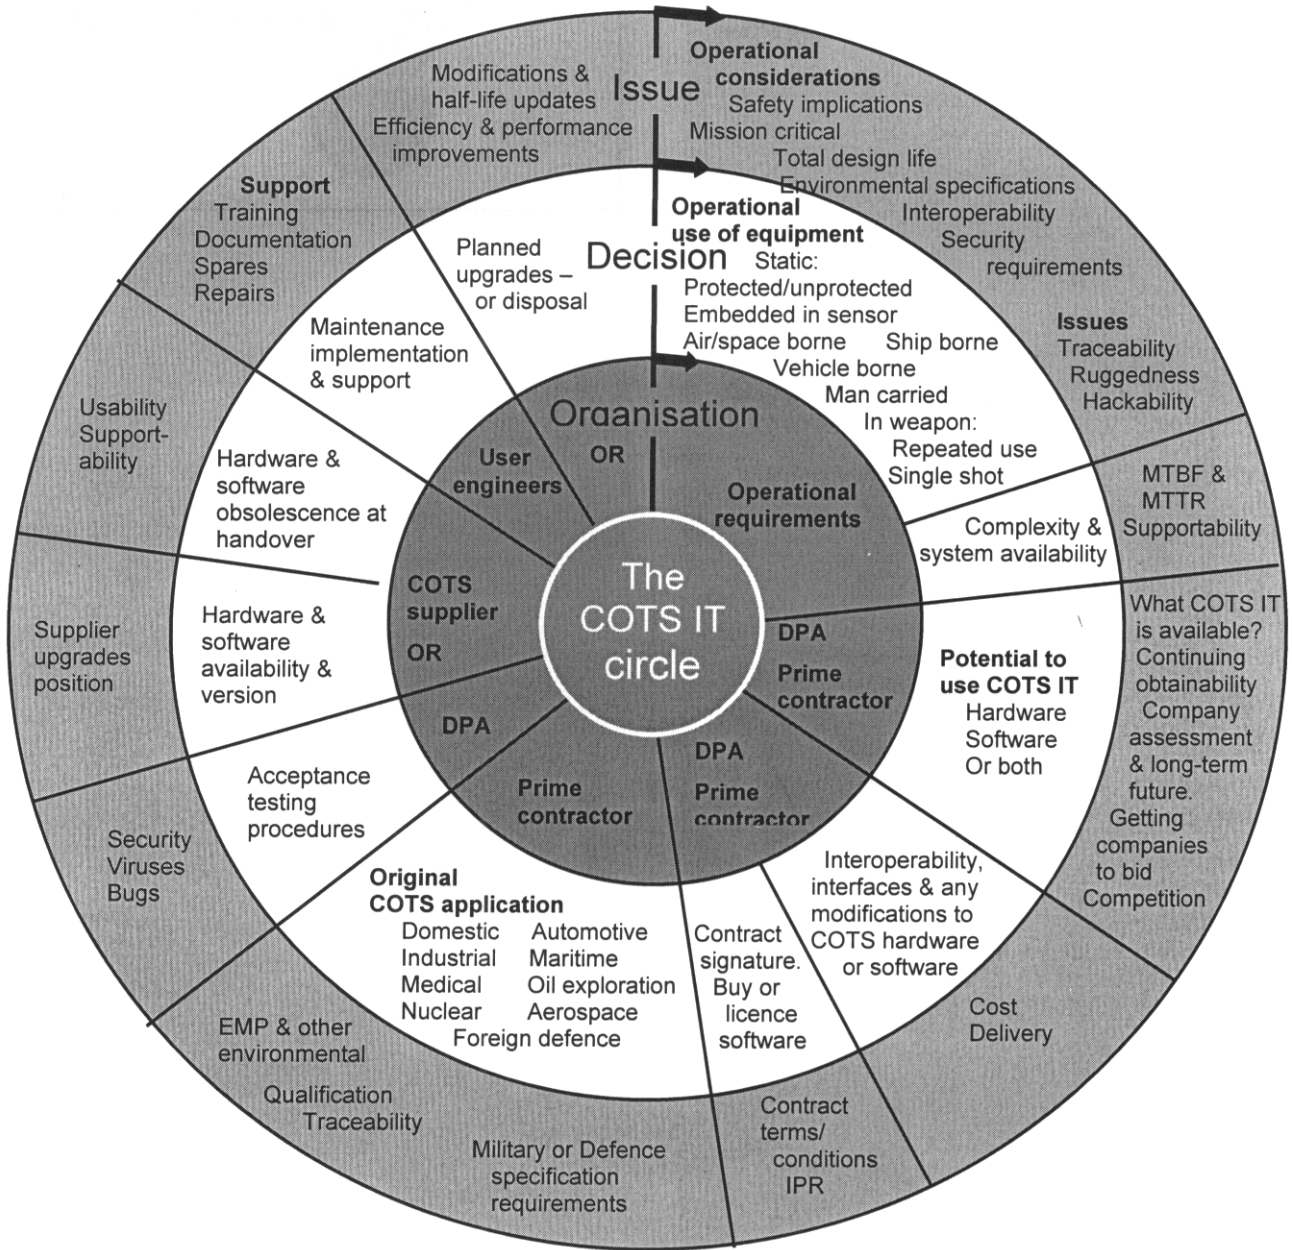 Issue
Operational
considerations
Safety implications
Mission critical
Total design life
Environmental specifications
Interoperability
Security
requirements
Issues
Traceability
Ruggedness
Hackability
MTBF &
MTTR
Supportability
What COTS IT
is available?
Continuing
obtainability
Company
assessment
& long-term
future.
Getting
companies
to bid
Competition
Cost
Delivery
Contract
terms/
conditions
IPR
Military or Defence
specification
requirements
EMP & other
environmental
Qualification
Traceability
Security
Viruses
Bugs
Supplier
upgrades
position
Usability
Support-
ability
Support
Training
Documentation
Spares
Repairs
Modifications &
half-life updates
Efficiency & performance
improvements
Decision
Operational
use of equipment
Static:
Protected/unprotected
Embedded in sensor
Air/space borne Ship borne
Vehicle borne
Man carried
In weapon:
Repeated use
Single shot
Complexity &
system availability
Potential to
use COTS IT
Hardware
Software
Or both
Interoperability,
interfaces & any
modifications to
COTS hardware
or software
Contract
signature.
Buy or
licence
software
Original
COTS application
Domestic Automotive
Industrial Maritime
Medical Oil exploration
Nuclear Aerospace
Foreign defence
Acceptance
testing
procedures
Hardware &
software
availability &
version
Hardware &
software
obsolescence at
handover
Maintenance
implementation
& support
Planned
upgrades –
or disposal
Organisation
Operational
requirements
DPA
Prime
contractor
DPA
Prime
contractor
Prime
contractor
DPA
COTS
supplier
OR
User
engineers
OR
The
COTS IT
circle